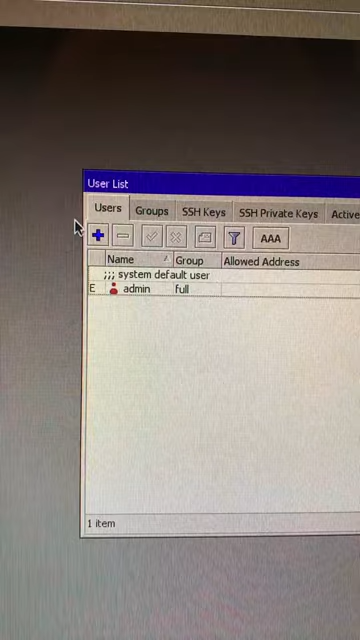 User List
Users Groups SSH Keys SSH Private Keys Active
AAA
Name Group Allowed Address
;;; system default user
E admin full
1 item